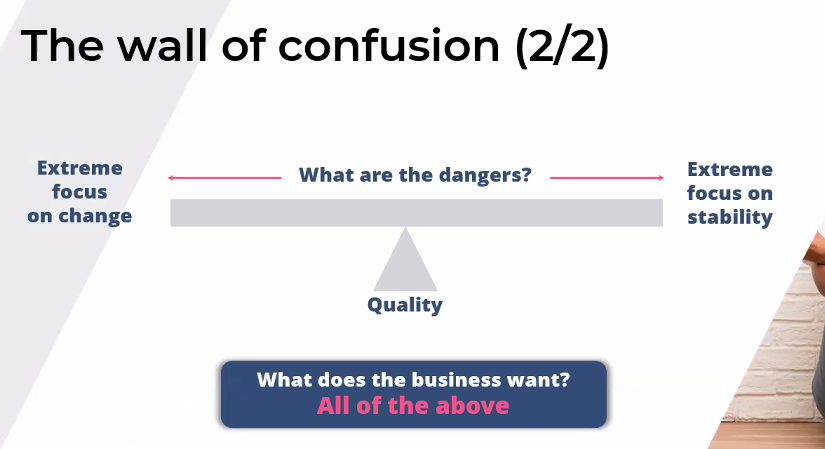 The wall of confusion (2/2)
Extreme
focus
on change
What are the dangers?
Extreme
focus on
stability
Quality
What does the business want?
All of the above